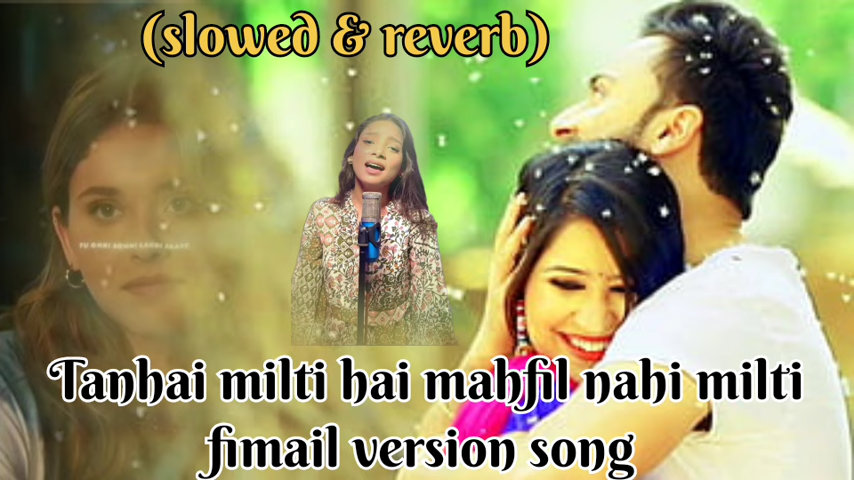 (slowed & reverb)
Tanhai milti hai mahfil nahi milti
fimail version song